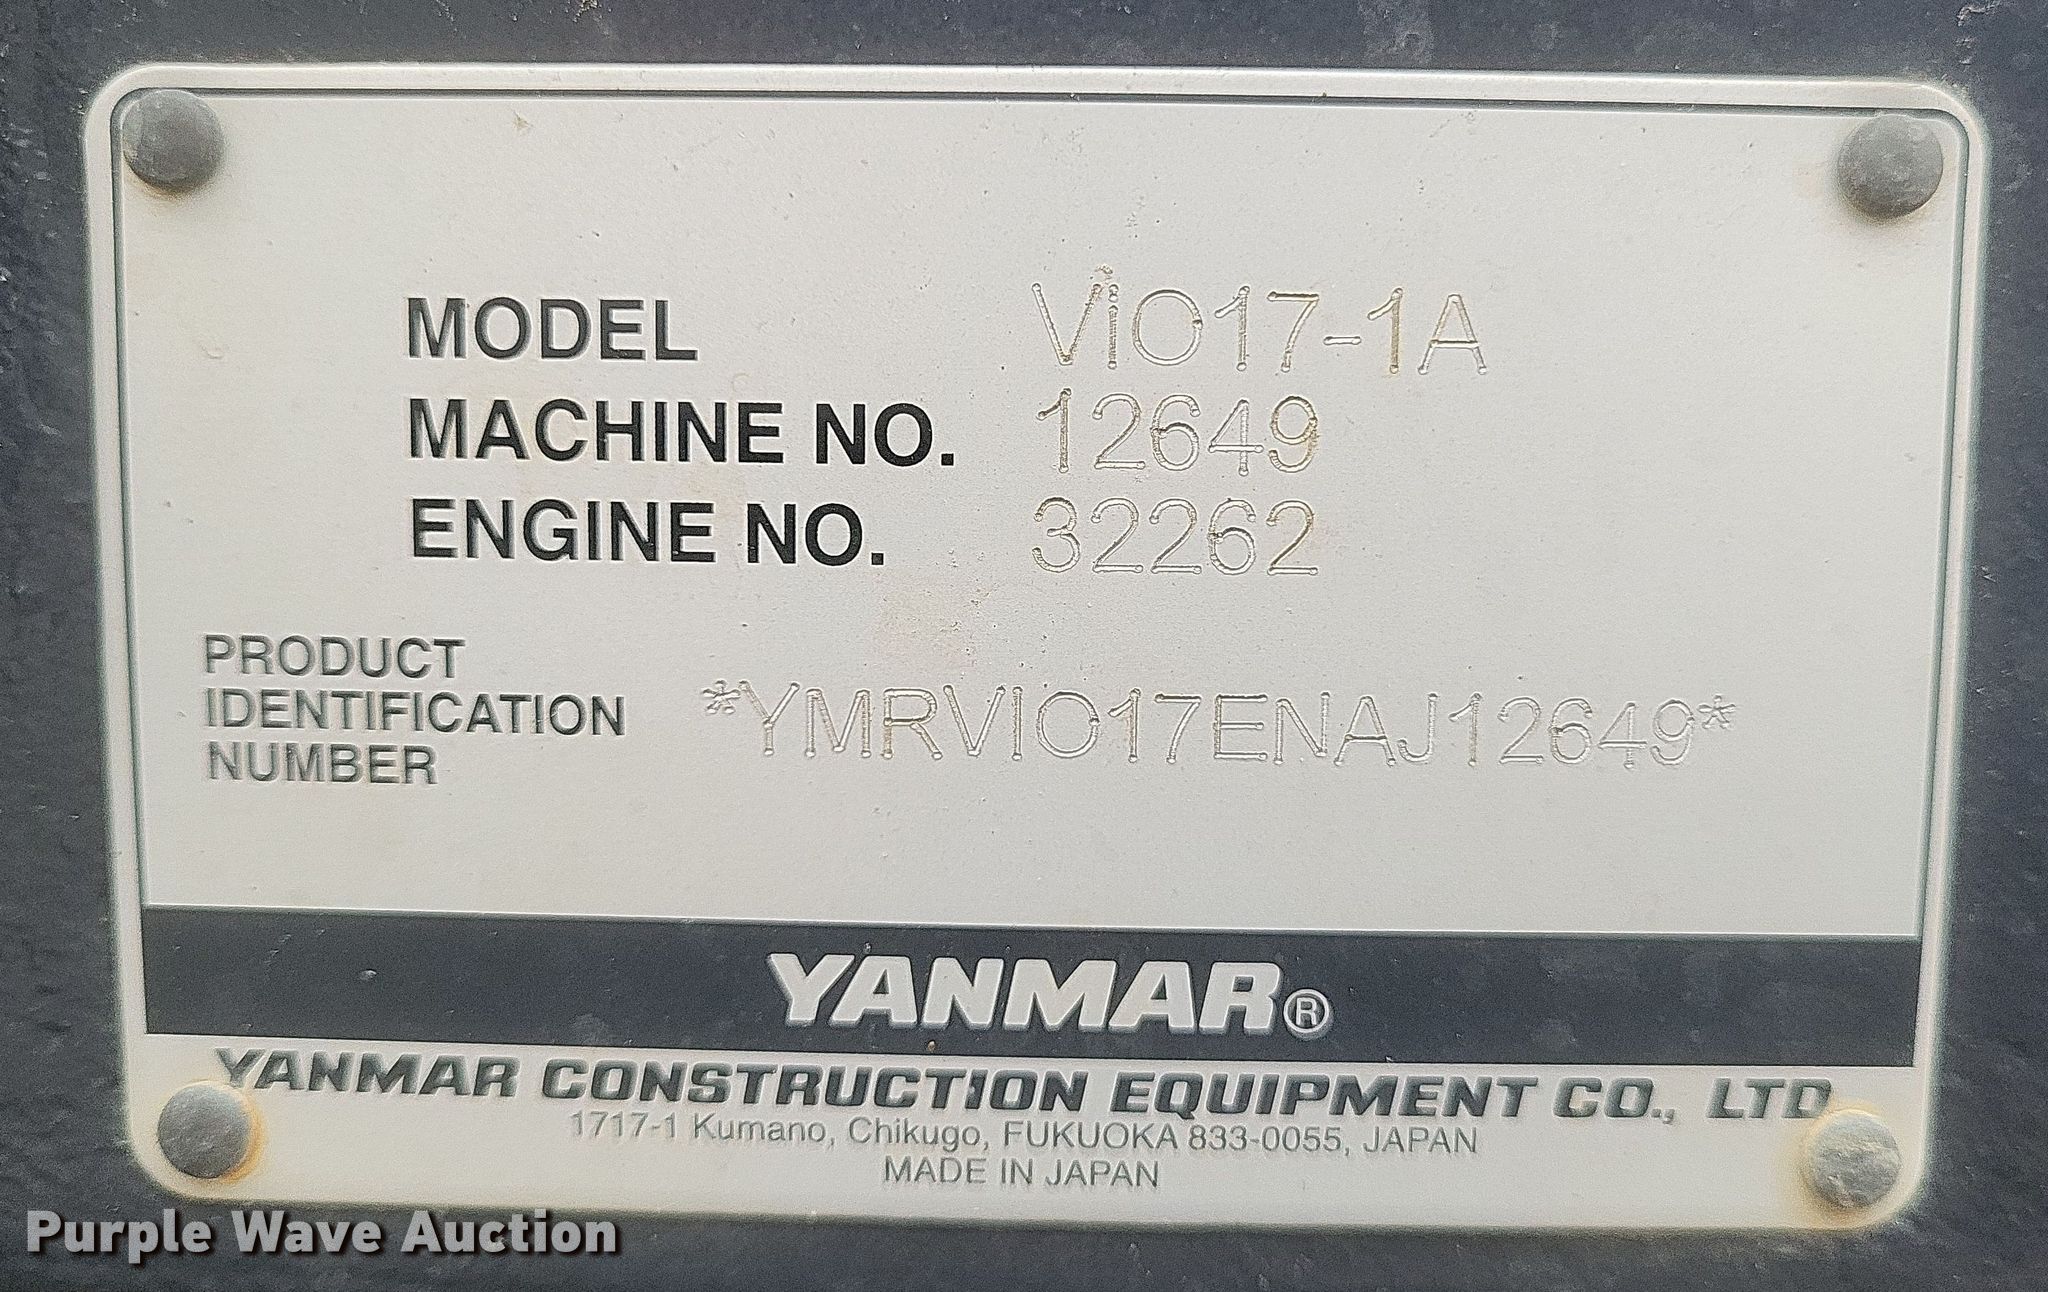 MODEL ViO17-1A
MACHINE NO. 12649
ENGINE NO. 32262
PRODUCT
IDENTIFICATION
NUMBER
*YMRVIO17ENAJ12649*
YANMAR®
YANMAR CONSTRUCTION EQUIPMENT CO., LTD
1717-1 Kumano, Chikugo, FUKUOKA 833-0055, JAPAN
MADE IN JAPAN
Purple Wave Auction